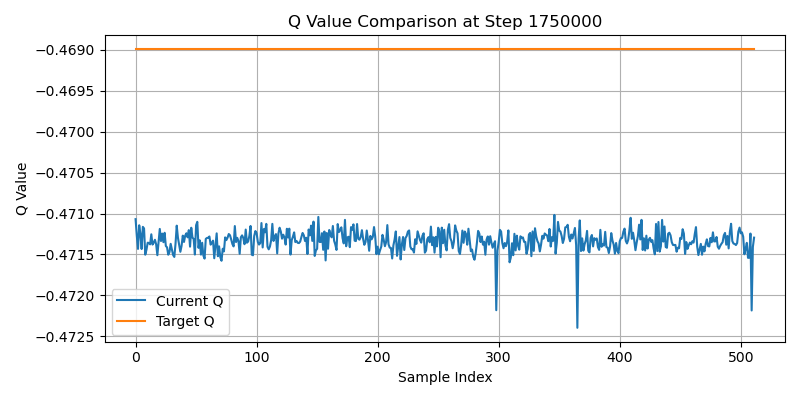 Q Value Comparison at Step 1750000
Q Value
−0.4690
−0.4695
−0.4700
−0.4705
−0.4710
−0.4715
−0.4720
−0.4725
Current Q
Target Q
0 100 200 300 400 500
Sample Index